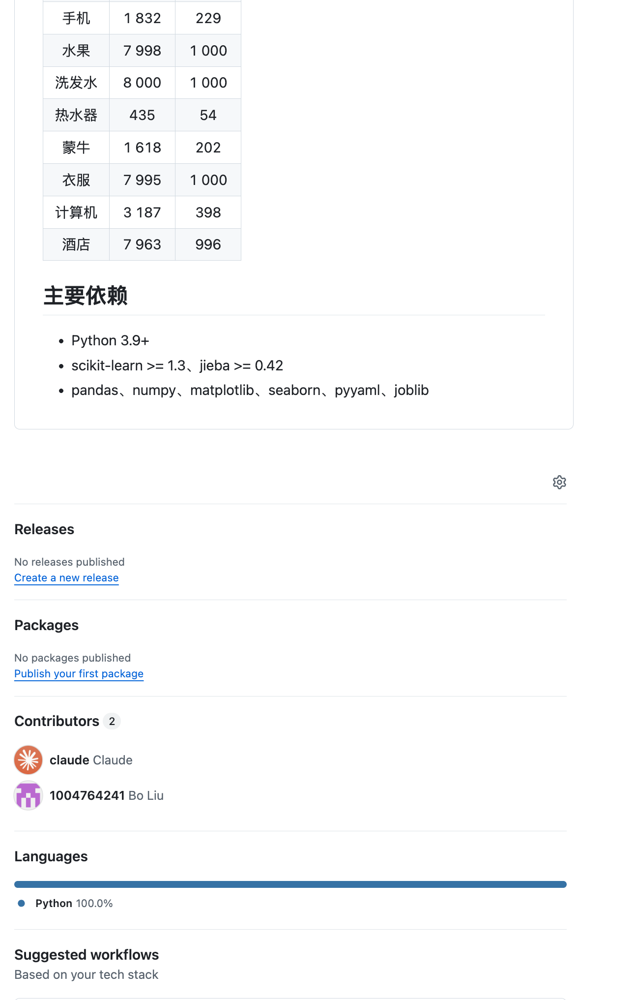 手机 1 832 229
水果 7 998 1 000
洗发水 8 000 1 000
热水器 435 54
蒙牛 1 618 202
衣服 7 995 1 000
计算机 3 187 398
酒店 7 963 996
主要依赖
• Python 3.9+
• scikit-learn >= 1.3、jieba >= 0.42
• pandas、numpy、matplotlib、seaborn、pyyaml、joblib
Releases
No releases published
Create a new release
Packages
No packages published
Publish your first package
Contributors 2
claude Claude
1004764241 Bo Liu
Languages
Python 100.0%
Suggested workflows
Based on your tech stack